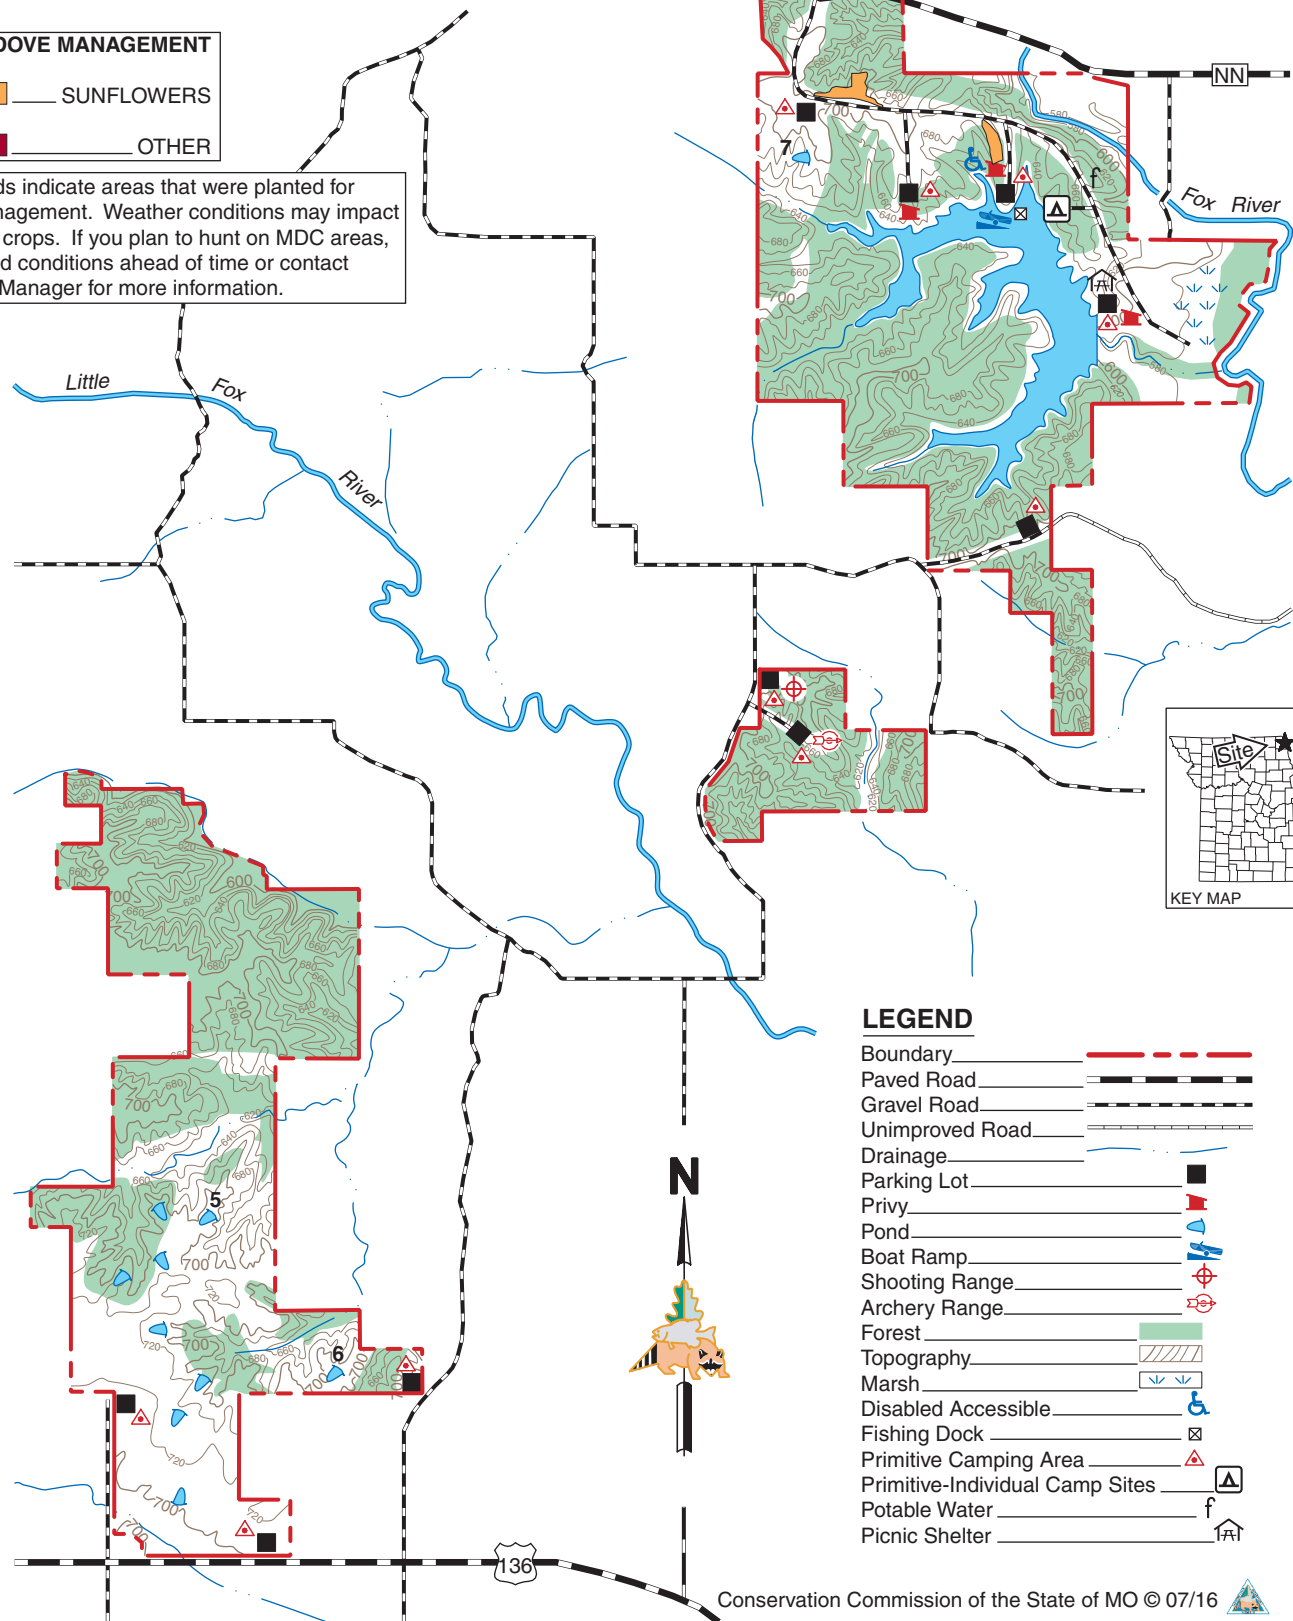 DOVE MANAGEMENT
SUNFLOWERS
OTHER
ds indicate areas that were planted for
nagement. Weather conditions may impact
crops. If you plan to hunt on MDC areas,
d conditions ahead of time or contact
Manager for more information.
NN
Fox River
7
f
Little Fox River
Site
KEY MAP
5
6
N
136
LEGEND
Boundary
Paved Road
Gravel Road
Unimproved Road
Drainage
Parking Lot
Privy
Pond
Boat Ramp
Shooting Range
Archery Range
Forest
Topography
Marsh
Disabled Accessible
Fishing Dock
Primitive Camping Area
Primitive-Individual Camp Sites
Potable Water f
Picnic Shelter
Conservation Commission of the State of MO © 07/16